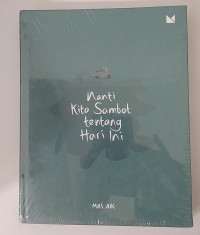 Nanti
Kita Sambat
tentang
Hari Ini
MAS AIK